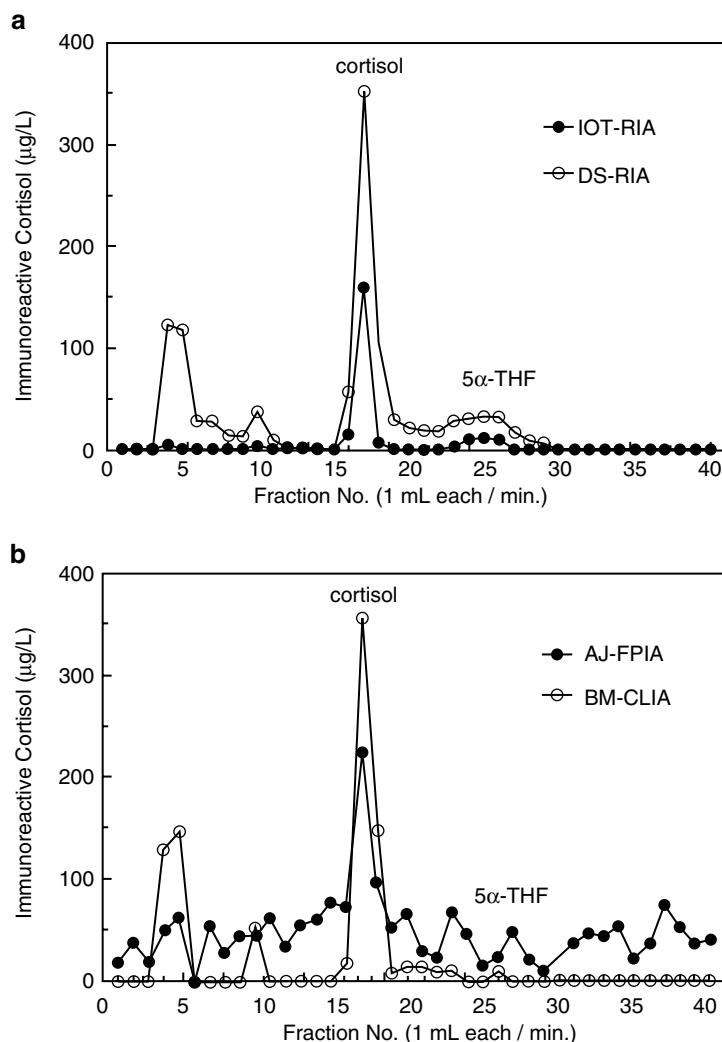 a
400
300
200
100
0
Immunoreactive Cortisol (µg/L)
cortisol
5α-THF
IOT-RIA
DS-RIA
0 5 10 15 20 25 30 35 40
Fraction No. (1 mL each / min.)
b
400
300
200
100
0
Immunoreactive Cortisol (µg/L)
cortisol
5α-THF
AJ-FPIA
BM-CLIA
0 5 10 15 20 25 30 35 40
Fraction No. (1 mL each / min.)